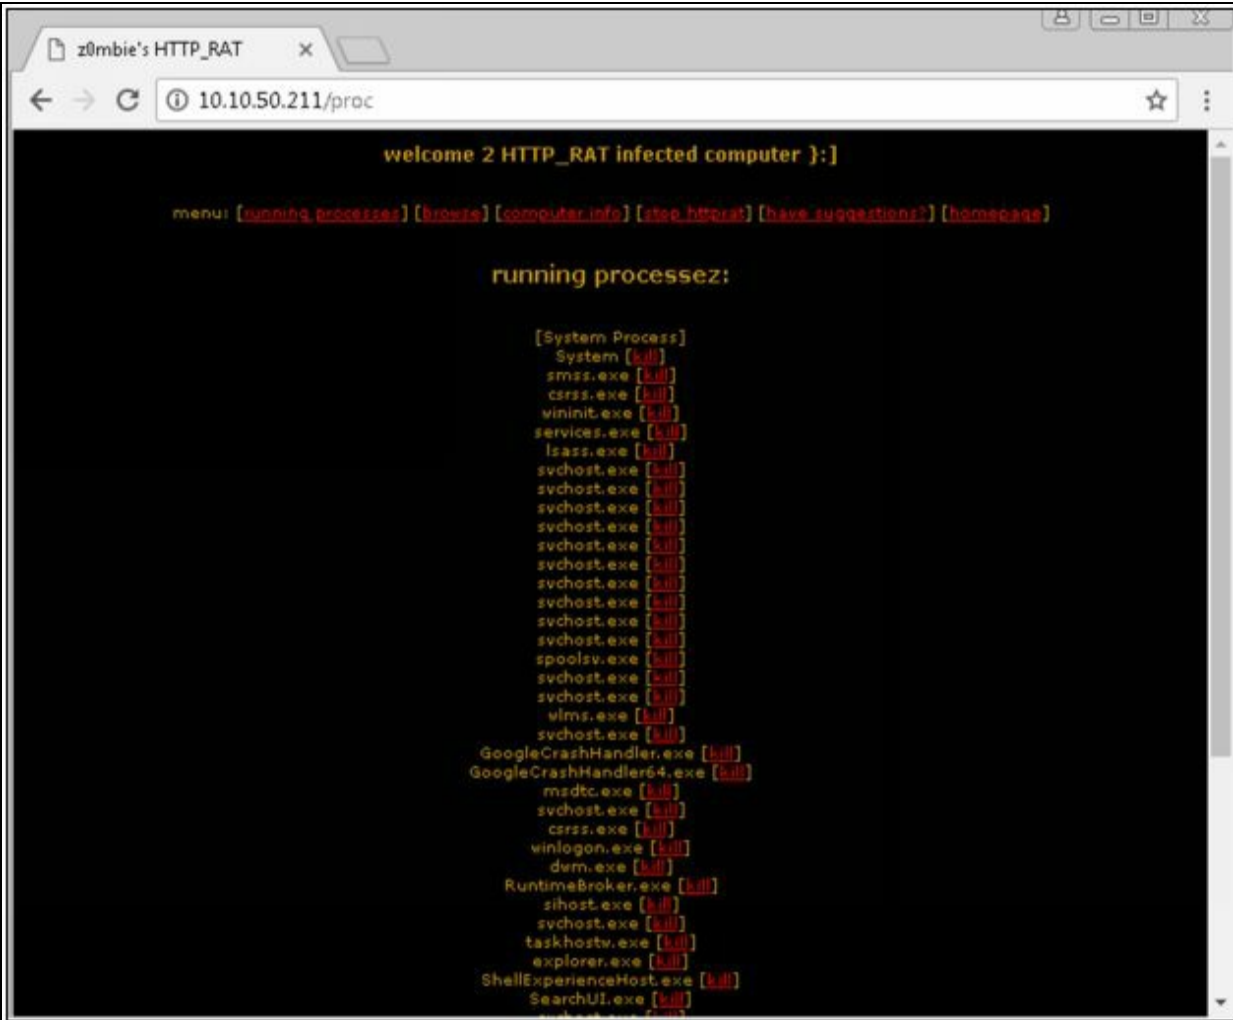 z0mbie's HTTP_RAT
10.10.50.211/proc
welcome 2 HTTP_RAT infected computer }:]
menu: [running processes] [browse] [computer info] [stop httprat] [have suggestions?] [homepage]
running processez:
[System Process]
System [kill]
smss.exe [kill]
csrss.exe [kill]
wininit.exe [kill]
services.exe [kill]
lsass.exe [kill]
svchost.exe [kill]
svchost.exe [kill]
svchost.exe [kill]
svchost.exe [kill]
svchost.exe [kill]
svchost.exe [kill]
svchost.exe [kill]
svchost.exe [kill]
svchost.exe [kill]
svchost.exe [kill]
spoolsv.exe [kill]
svchost.exe [kill]
svchost.exe [kill]
wlms.exe [kill]
svchost.exe [kill]
GoogleCrashHandler.exe [kill]
GoogleCrashHandler64.exe [kill]
msdtc.exe [kill]
svchost.exe [kill]
csrss.exe [kill]
winlogon.exe [kill]
dwm.exe [kill]
RuntimeBroker.exe [kill]
sihost.exe [kill]
svchost.exe [kill]
taskhostw.exe [kill]
explorer.exe [kill]
ShellExperienceHost.exe [kill]
SearchUI.exe [kill]